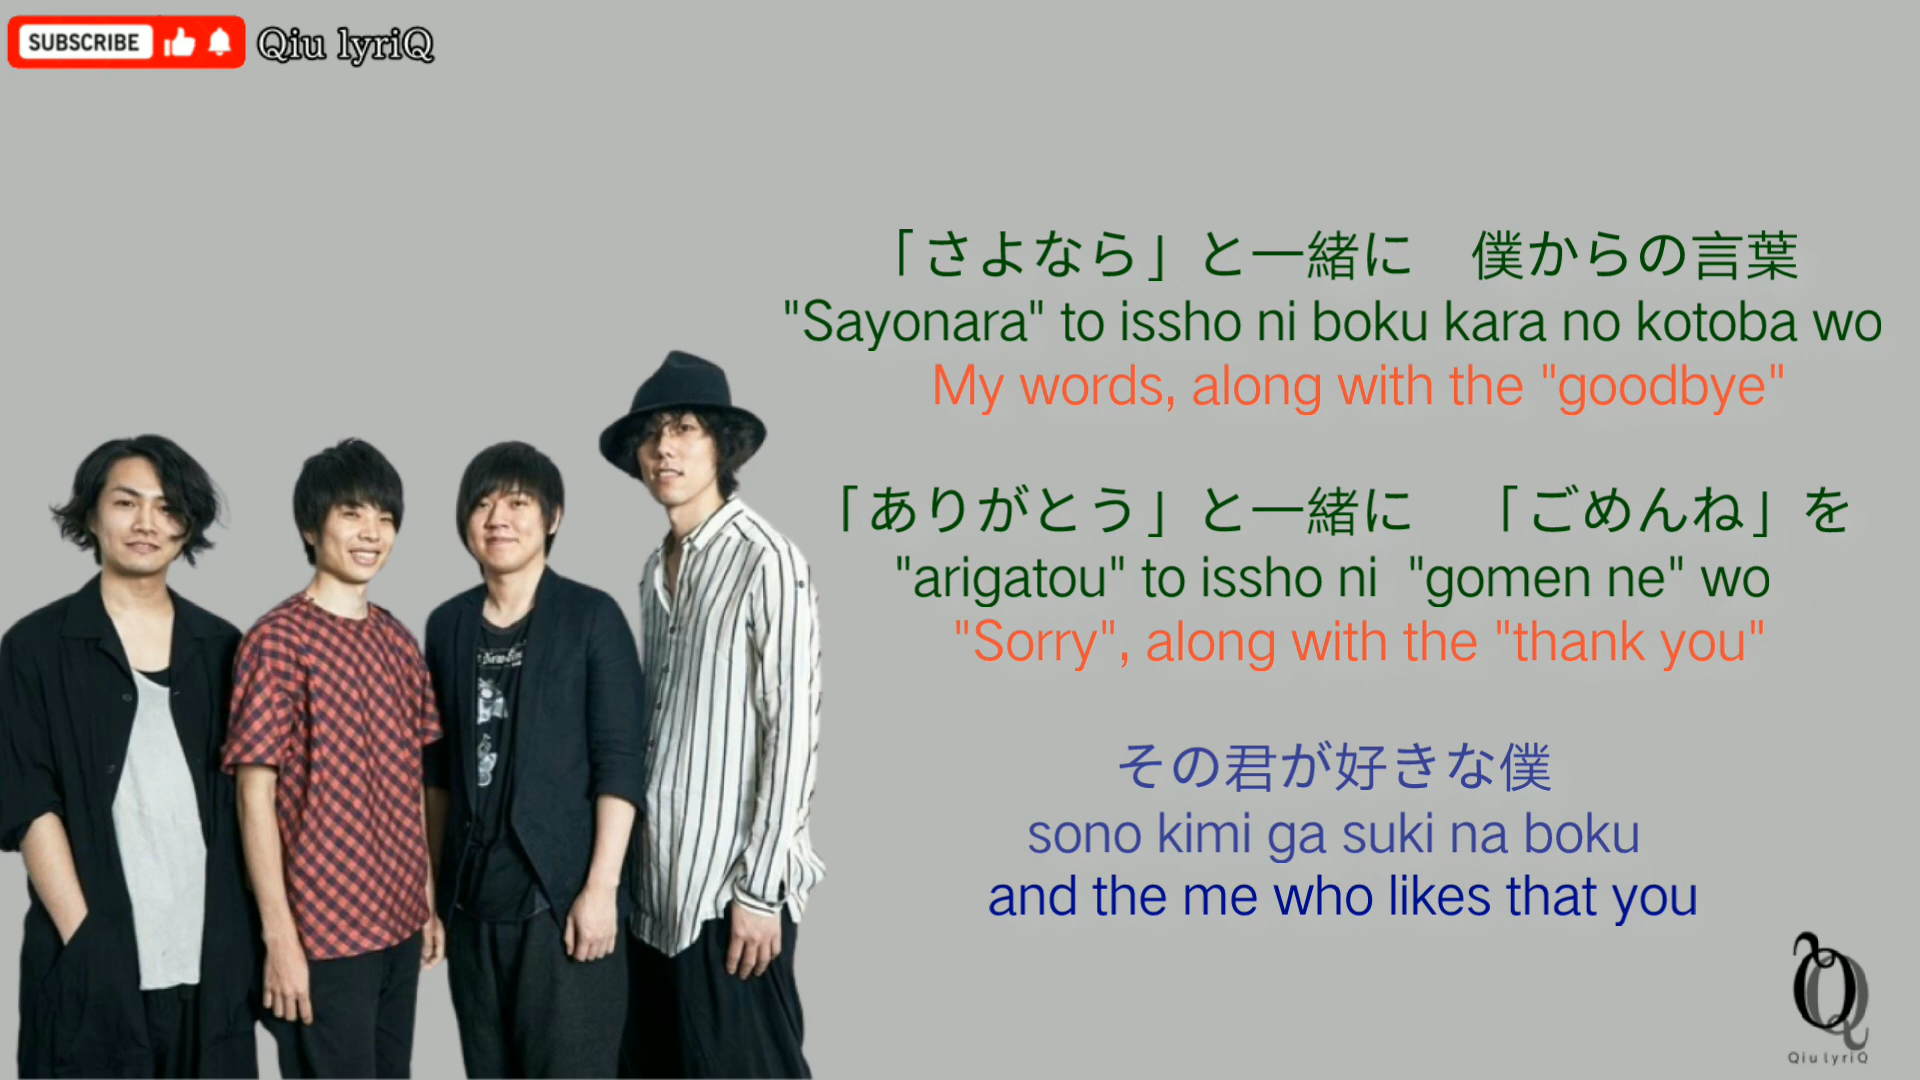 SUBSCRIBE
Qiu lyriQ
「さよなら」と一緒に　僕からの言葉
"Sayonara" to issho ni boku kara no kotoba wo
My words, along with the "goodbye"
「ありがとう」と一緒に　「ごめんね」を
"arigatou" to issho ni "gomen ne" wo
"Sorry", along with the "thank you"
その君が好きな僕
sono kimi ga suki na boku
and the me who likes that you
Qiu lyriQ